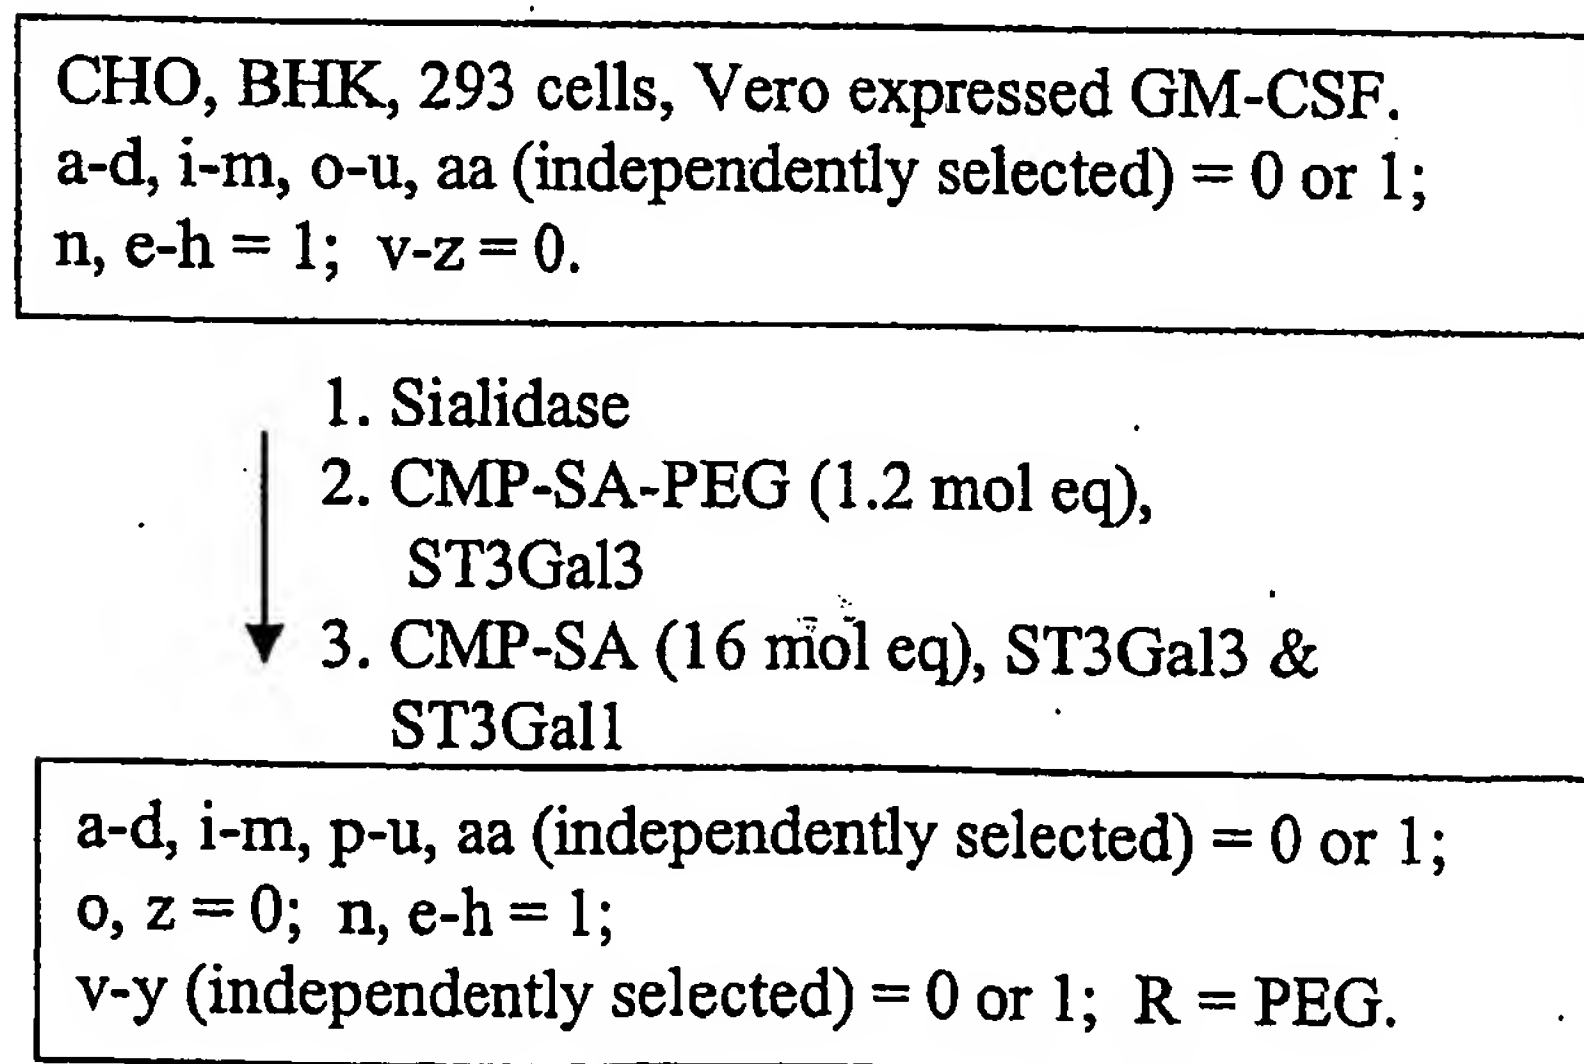 CHO, BHK, 293 cells, Vero expressed GM-CSF.
a-d, i-m, o-u, aa (independently selected) = 0 or 1;
n, e-h = 1; v-z = 0.
1. Sialidase
2. CMP-SA-PEG (1.2 mol eq),
ST3Gal3
3. CMP-SA (16 mol eq), ST3Gal3 &
ST3Gal1
a-d, i-m, p-u, aa (independently selected) = 0 or 1;
o, z = 0; n, e-h = 1;
v-y (independently selected) = 0 or 1; R = PEG.